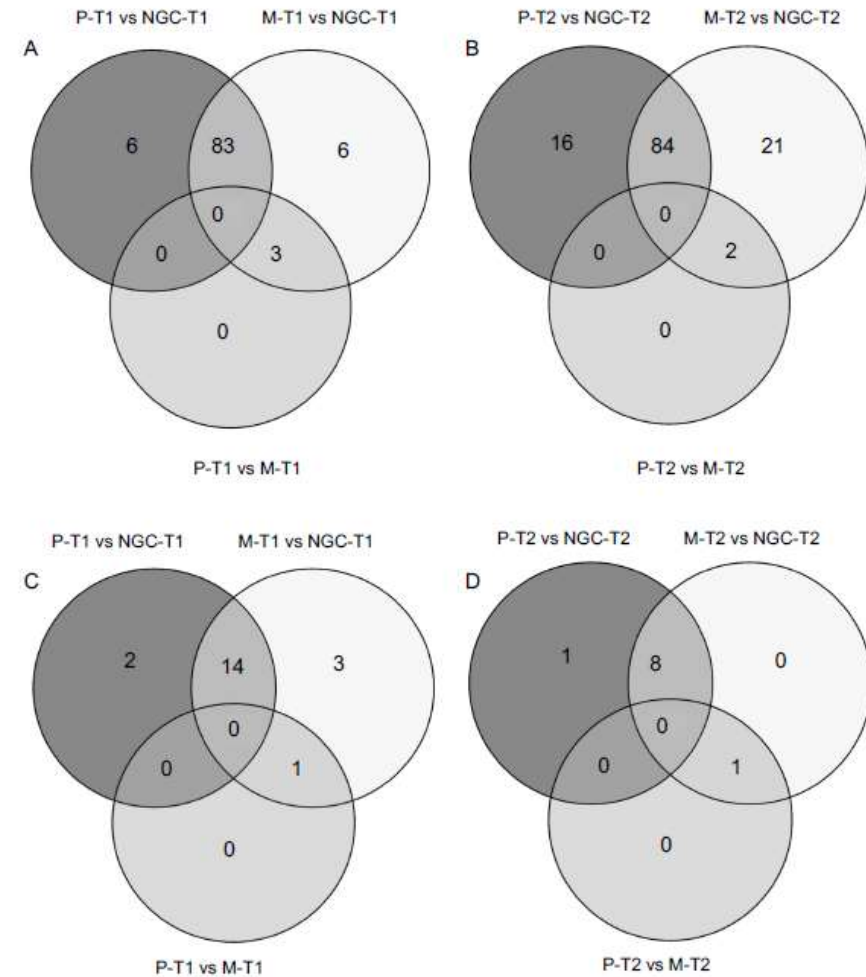 P-T1 vs NGC-T1 M-T1 vs NGC-T1
A
6 83 6
0
0 3
0
P-T1 vs M-T1
P-T2 vs NGC-T2 M-T2 vs NGC-T2
B
16 84 21
0
0 2
0
P-T2 vs M-T2
P-T1 vs NGC-T1 M-T1 vs NGC-T1
C
2 14 3
0
0 1
0
P-T1 vs M-T1
P-T2 vs NGC-T2 M-T2 vs NGC-T2
D
1 8 0
0
0 1
0
P-T2 vs M-T2